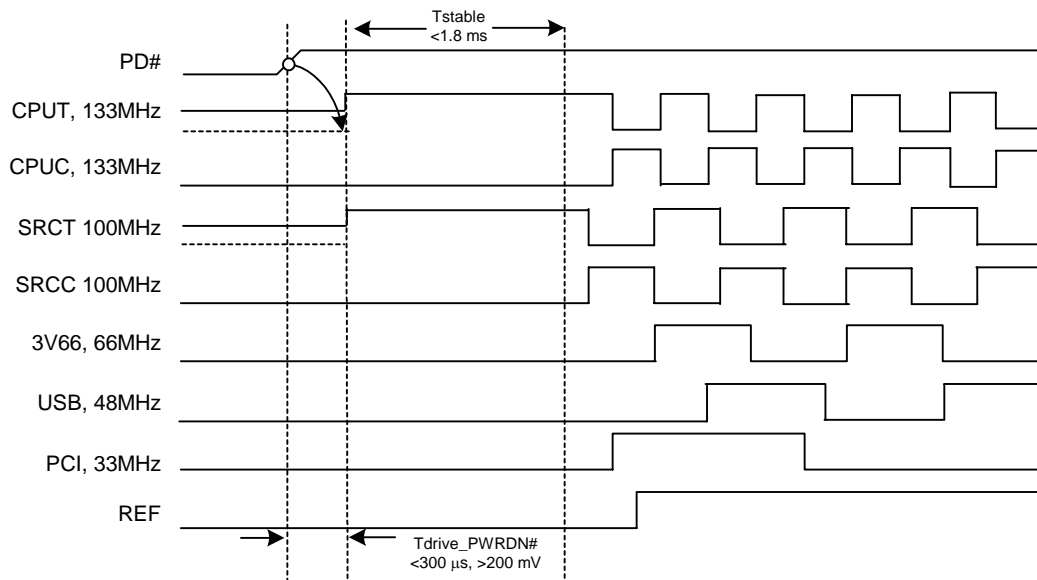 Tstable
<1.8 ms
PD#
CPUT, 133MHz
CPUC, 133MHz
SRCT 100MHz
SRCC 100MHz
3V66, 66MHz
USB, 48MHz
PCI, 33MHz
REF
Tdrive_PWRDN#
<300 μs, >200 mV